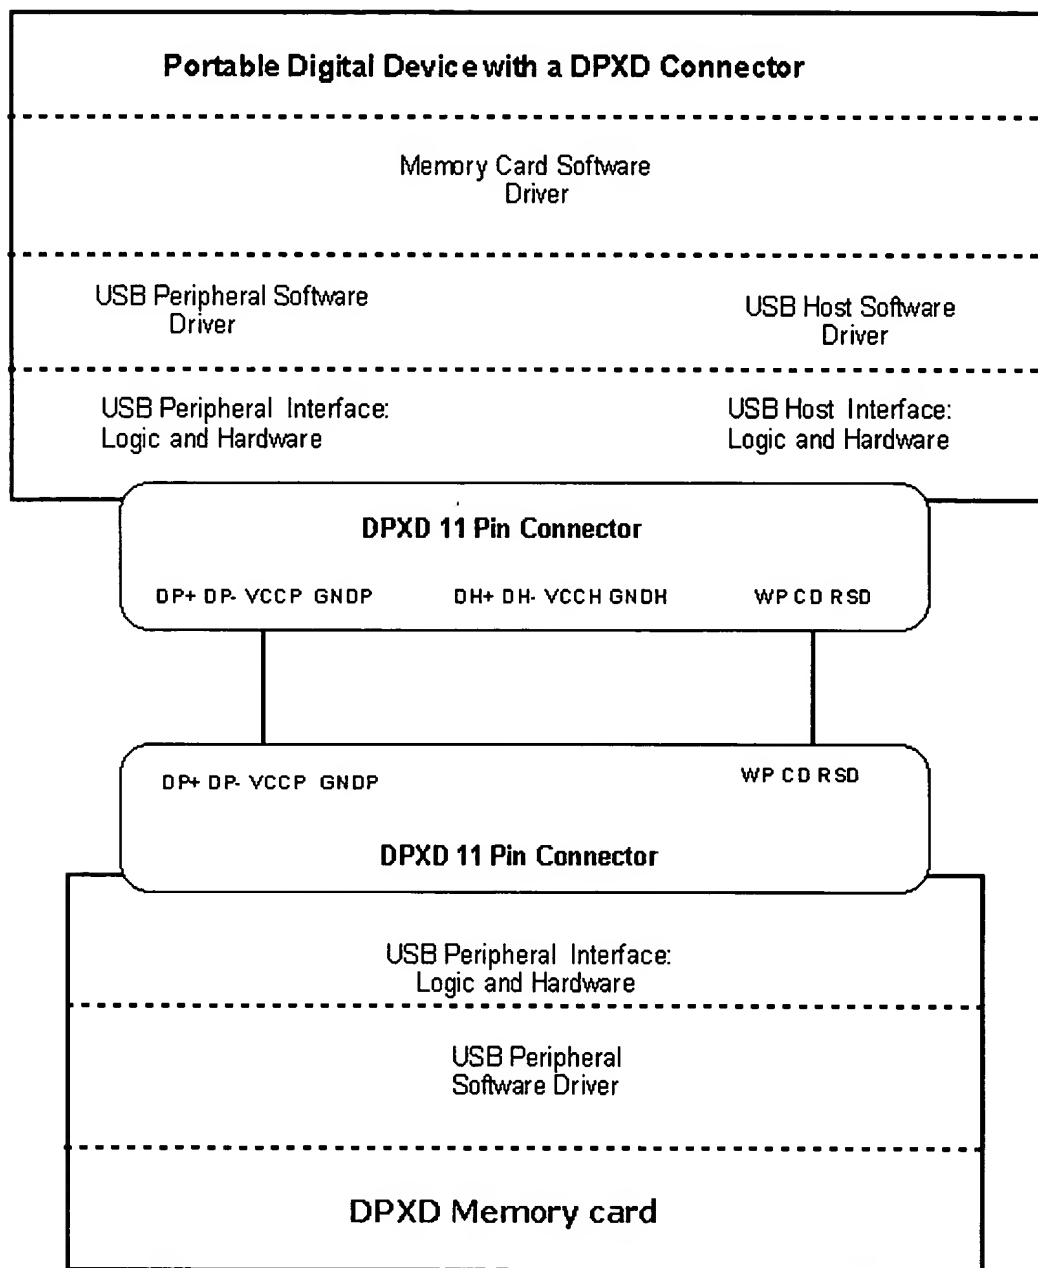 Portable Digital Device with a DPXD Connector
Memory Card Software
Driver
USB Peripheral Software
Driver
USB Host Software
Driver
USB Peripheral Interface:
Logic and Hardware
USB Host Interface:
Logic and Hardware
DPXD 11 Pin Connector
DP+ DP- VCCP GNDP DH+ DH- VCCH GNDH WP CD RSD
DP+ DP- VCCP GNDP WP CD RSD
DPXD 11 Pin Connector
USB Peripheral Interface:
Logic and Hardware
USB Peripheral
Software Driver
DPXD Memory card